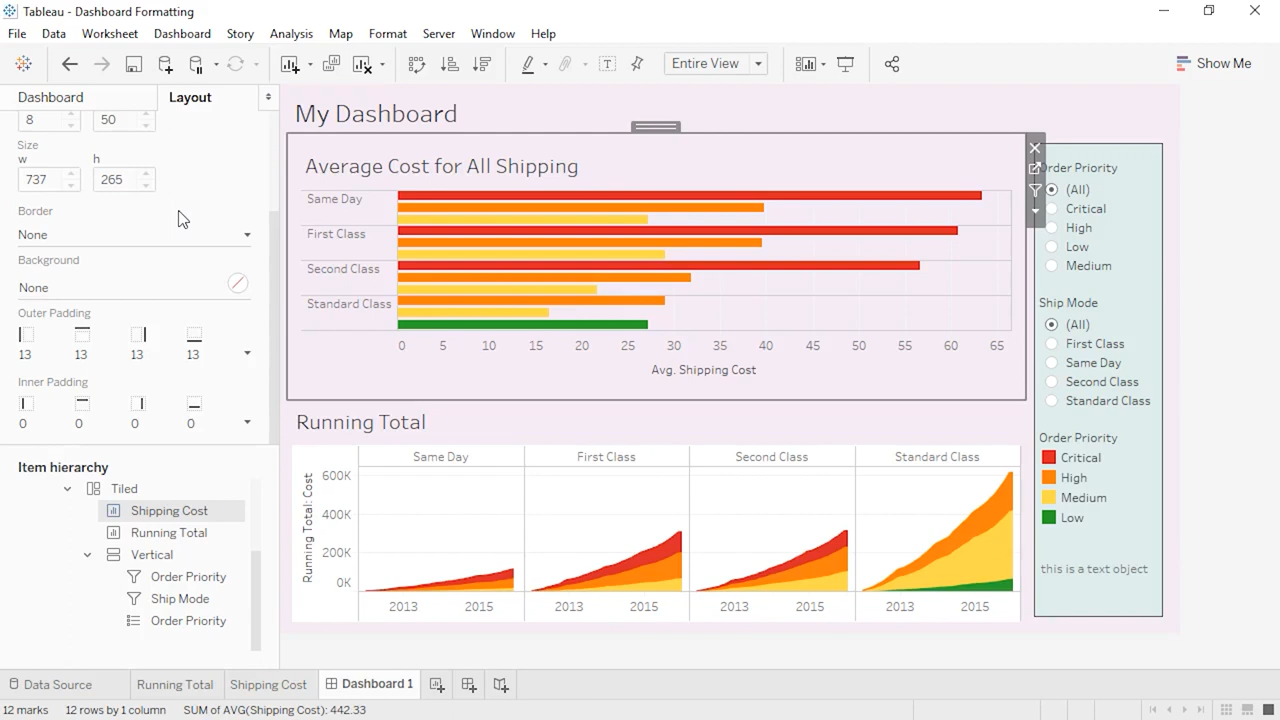 Tableau - Dashboard Formatting
File Data Worksheet Dashboard Story Analysis Map Format Server Window Help
Entire View
Show Me
Dashboard Layout
8 50
Size
w h
737 265
Border
None
Background
None
Outer Padding
13 13 13 13
Inner Padding
0 0 0 0
Item hierarchy
Tiled
Shipping Cost
Running Total
Vertical
Order Priority
Ship Mode
Order Priority
My Dashboard
Average Cost for All Shipping
Same Day
First Class
Second Class
Standard Class
0 5 10 15 20 25 30 35 40 45 50 55 60 65
Avg. Shipping Cost
Running Total
Same Day First Class Second Class Standard Class
Running Total: Cost
600K
400K
200K
0K
2013 2015 2013 2015 2013 2015 2013 2015
Order Priority
(All)
Critical
High
Low
Medium
Ship Mode
(All)
First Class
Same Day
Second Class
Standard Class
Order Priority
Critical
High
Medium
Low
this is a text object
Data Source Running Total Shipping Cost Dashboard 1
12 marks 12 rows by 1 column SUM of AVG(Shipping Cost): 442.33